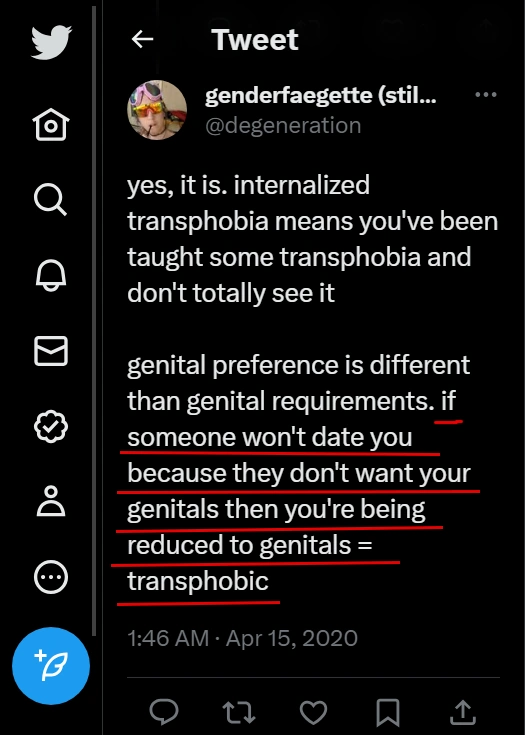 Tweet
genderfaegette (stil...
@degeneration
yes, it is. internalized
transphobia means you've been
taught some transphobia and
don't totally see it
genital preference is different
than genital requirements. if
someone won't date you
because they don't want your
genitals then you're being
reduced to genitals =
transphobic
1:46 AM · Apr 15, 2020